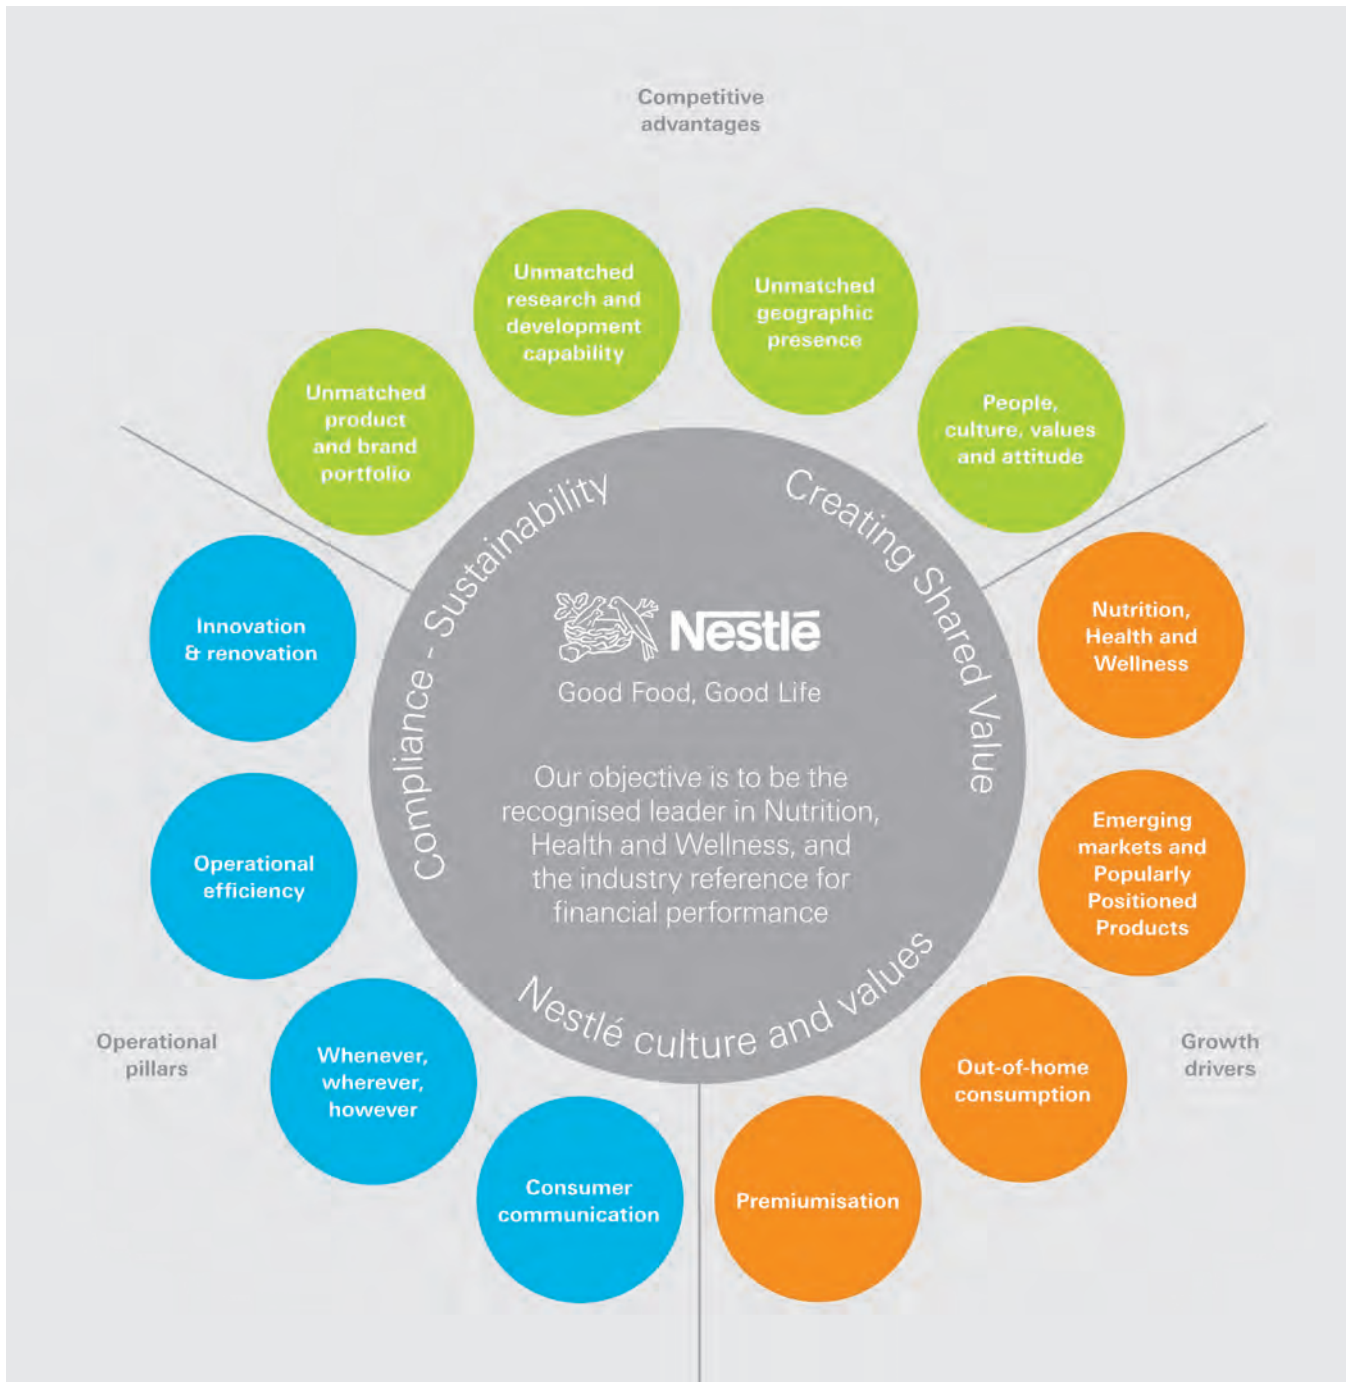 Competitive
advantages
Unmatched
research and
development
capability
Unmatched
geographic
presence
Unmatched
product
and brand
portfolio
People,
culture, values
and attitude
Compliance - Sustainability
Creating Shared Value
Innovation
& renovation
Nestlé
Good Food, Good Life
Nutrition,
Health and
Wellness
Our objective is to be the
recognised leader in Nutrition,
Health and Wellness, and
the industry reference for
financial performance
Operational
efficiency
Emerging
markets and
Popularly
Positioned
Products
Nestlé culture and values
Operational
pillars
Whenever,
wherever,
however
Out-of-home
consumption
Growth
drivers
Consumer
communication
Premiumisation